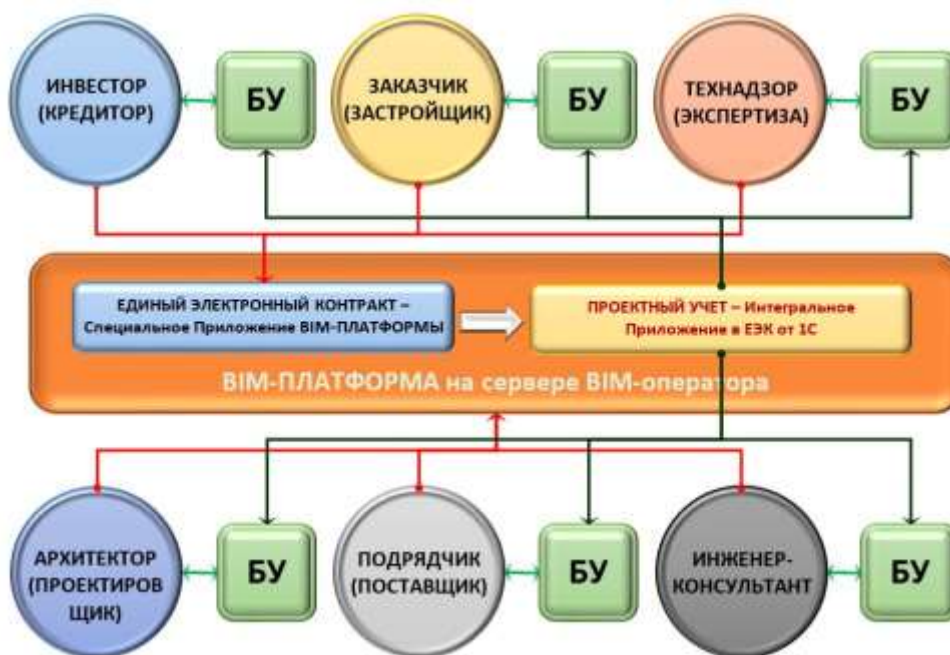 ИНВЕСТОР
(КРЕДИТОР)
БУ
ЗАКАЗЧИК
(ЗАСТРОЙЩИК)
БУ
ТЕХНАДЗОР
(ЭКСПЕРТИЗА)
БУ
ЕДИНЫЙ ЭЛЕКТРОННЫЙ КОНТРАКТ –
Специальное Приложение BIM-ПЛАТФОРМЫ
ПРОЕКТНЫЙ УЧЕТ – Интегральное
Приложение в ЕЭК от 1С
BIM-ПЛАТФОРМА на сервере BIM-оператора
АРХИТЕКТОР
(ПРОЕКТИРОВ
ЩИК)
БУ
ПОДРЯДЧИК
(ПОСТАВЩИК)
БУ
ИНЖЕНЕР-
КОНСУЛЬТАНТ
БУ